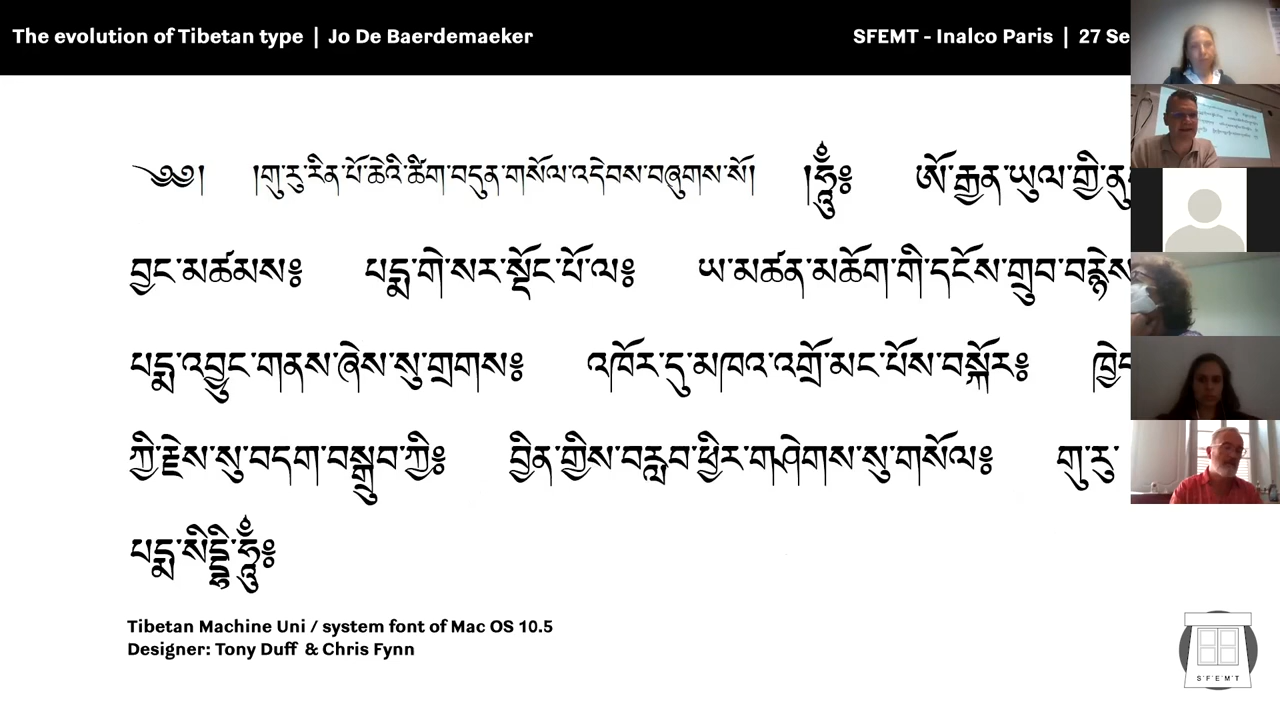 The evolution of Tibetan type | Jo De Baerdemaeker
SFEMT - Inalco Paris | 27
༄༅། །གུ་རུ་རིན་པོ་ཆེའི་ཚིག་བདུན་གསོལ་འདེབས་བཞུགས་སོ། །ཧཱུྃ༔ ཨོ་རྒྱན་ཡུལ་གྱི་
བྱང་མཚམས༔ པདྨ་གེ་སར་སྡོང་པོ་ལ༔ ཡ་མཚན་མཆོག་གི་དངོས་གྲུབ་བརྙེས
པདྨ་འབྱུང་གནས་ཞེས་སུ་གྲགས༔ འཁོར་དུ་མཁའ་འགྲོ་མང་པོས་བསྐོར༔
ཀྱི་རྗེས་སུ་བདག་བསྒྲུབ་ཀྱི༔ བྱིན་གྱིས་བརླབ་ཕྱིར་གཤེགས་སུ་གསོལ༔ གུ་རུ་
པདྨ་སིདྡྷི་ཧཱུྃ༔
Tibetan Machine Uni / system font of Mac OS 10.5
Designer: Tony Duff & Chris Fynn
S·F·E·M·T